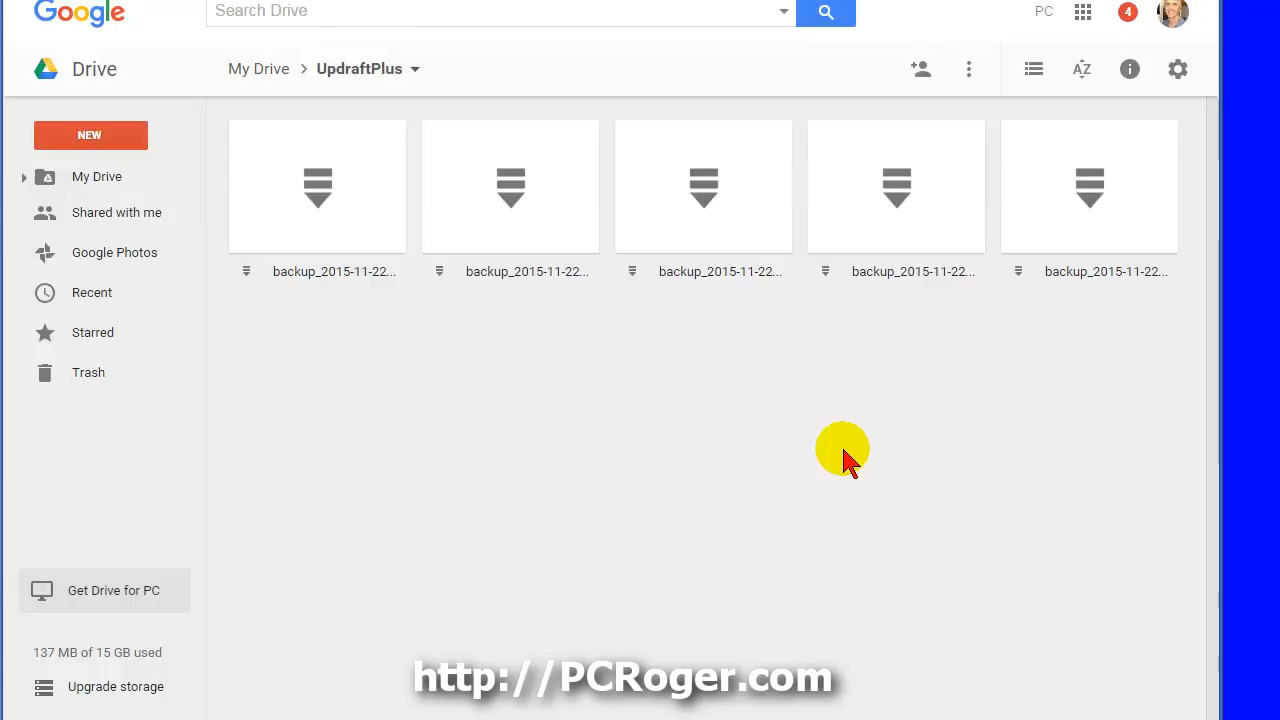 Google
Search Drive
PC
4
Drive
My Drive
UpdraftPlus
AZ
NEW
My Drive
Shared with me
Google Photos
Recent
Starred
Trash
backup_2015-11-22...
backup_2015-11-22...
backup_2015-11-22...
backup_2015-11-22...
backup_2015-11-22...
Get Drive for PC
137 MB of 15 GB used
Upgrade storage
http://PCRoger.com